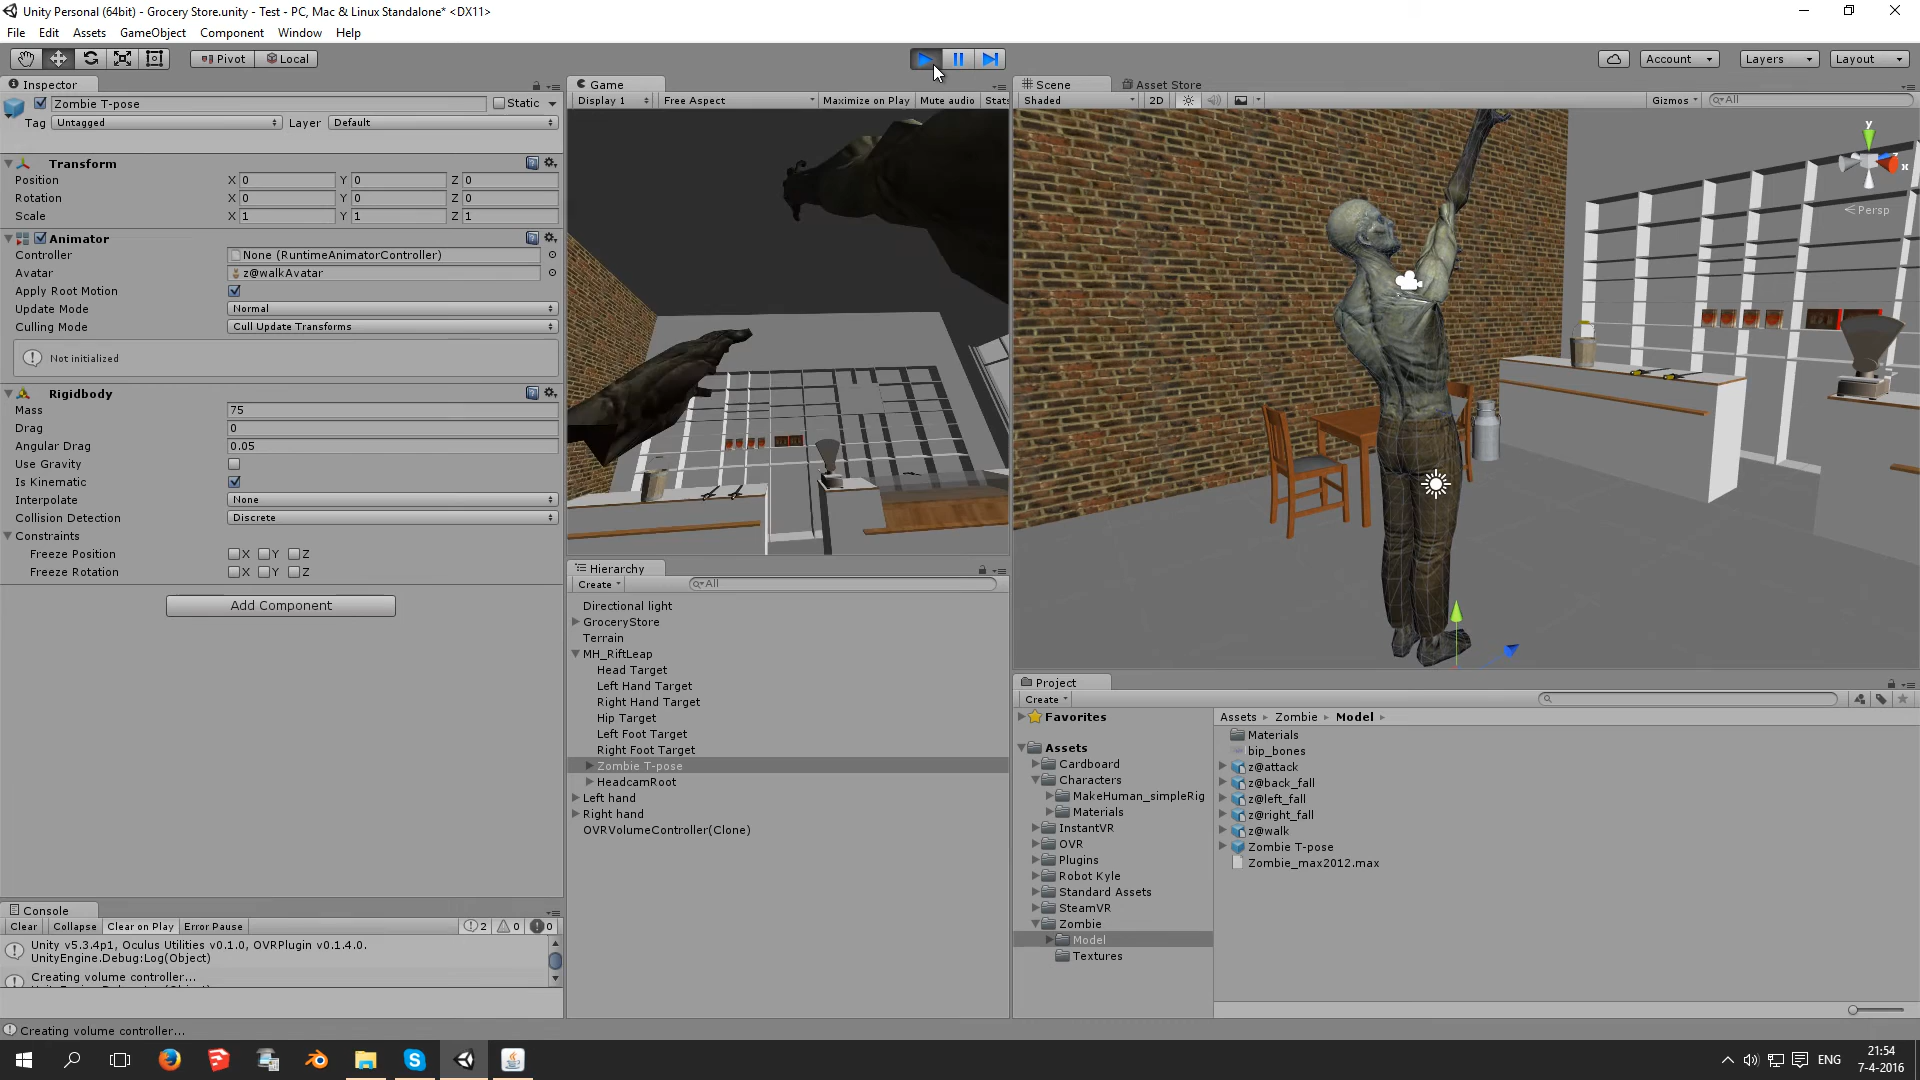 Unity Personal (64bit) - Grocery Store.unity - Test - PC, Mac & Linux Standalone* <DX11>
File Edit Assets GameObject Component Window Help
Pivot Local Account Layers Layout
Inspector
Zombie T-pose Static
Tag Untagged Layer Default
Transform
Position X 0 Y 0 Z 0
Rotation X 0 Y 0 Z 0
Scale X 1 Y 1 Z 1
Animator
Controller None (RuntimeAnimatorController)
Avatar z@walkAvatar
Apply Root Motion
Update Mode Normal
Culling Mode Cull Update Transforms
Not initialized
Rigidbody
Mass 75
Drag 0
Angular Drag 0.05
Use Gravity
Is Kinematic
Interpolate None
Collision Detection Discrete
Constraints
Freeze Position X Y Z
Freeze Rotation X Y Z
Add Component
Console
Clear Collapse Clear on Play Error Pause 2 0 0
Unity v5.3.4p1, Oculus Utilities v0.1.0, OVRPlugin v0.1.4.0.
UnityEngine.Debug:Log(Object)
Creating volume controller...
Creating volume controller...
Game
Display 1 Free Aspect Maximize on Play Mute audio Stats
Hierarchy
Create All
Directional light
GroceryStore
Terrain
MH_RiftLeap
Head Target
Left Hand Target
Right Hand Target
Hip Target
Left Foot Target
Right Foot Target
Zombie T-pose
HeadcamRoot
Left hand
Right hand
OVRVolumeController(Clone)
Scene Asset Store
Shaded 2D Gizmos All
y
x
Persp
Project
Create
Favorites
Assets
Cardboard
Characters
MakeHuman_simpleRig
Materials
InstantVR
OVR
Plugins
Robot Kyle
Standard Assets
SteamVR
Zombie
Model
Textures
Assets Zombie Model
Materials
bip_bones
z@attack
z@back_fall
z@left_fall
z@right_fall
z@walk
Zombie T-pose
Zombie_max2012.max
ENG
21:54
7-4-2016